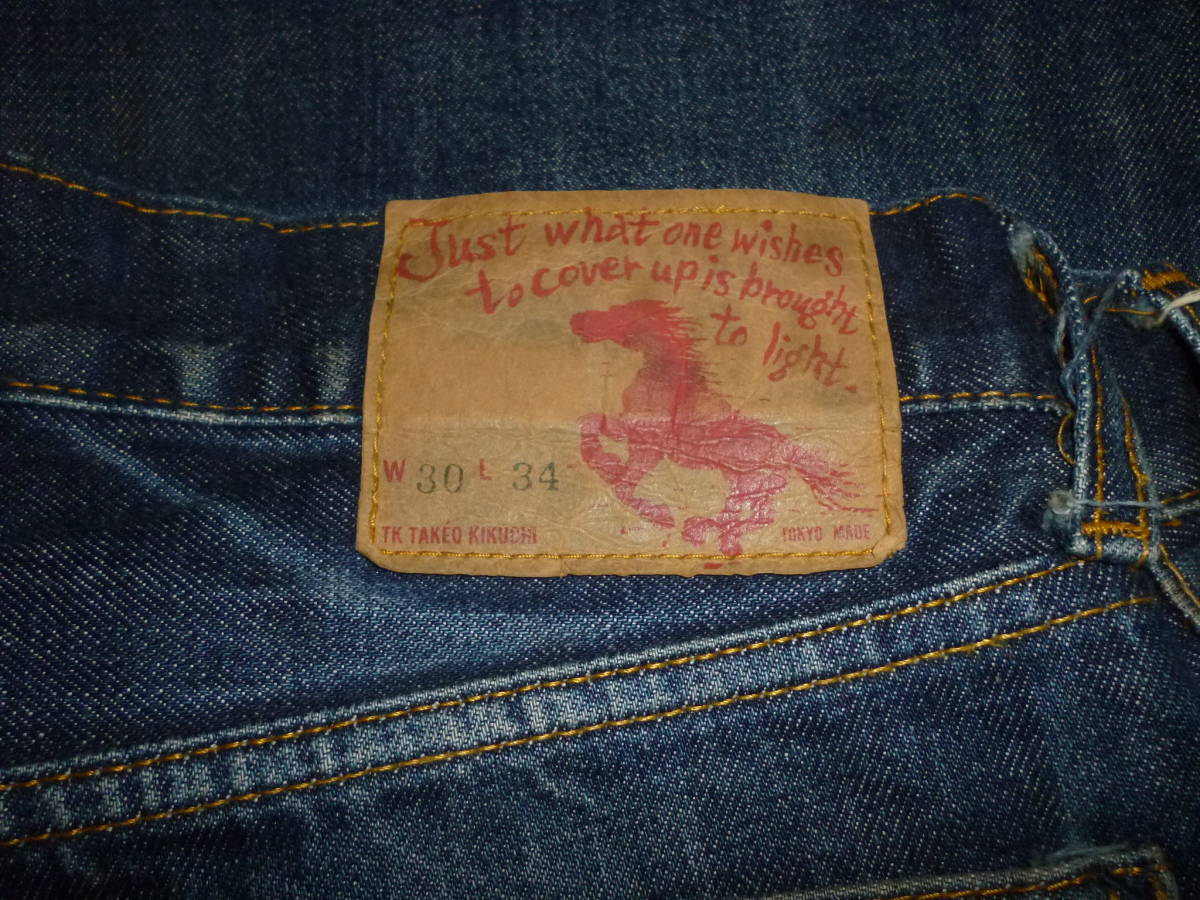 Just what one wishes
to cover up is brought
to light.
W 30 L 34
TK TAKEO KIKUCHI TOKYO MADE